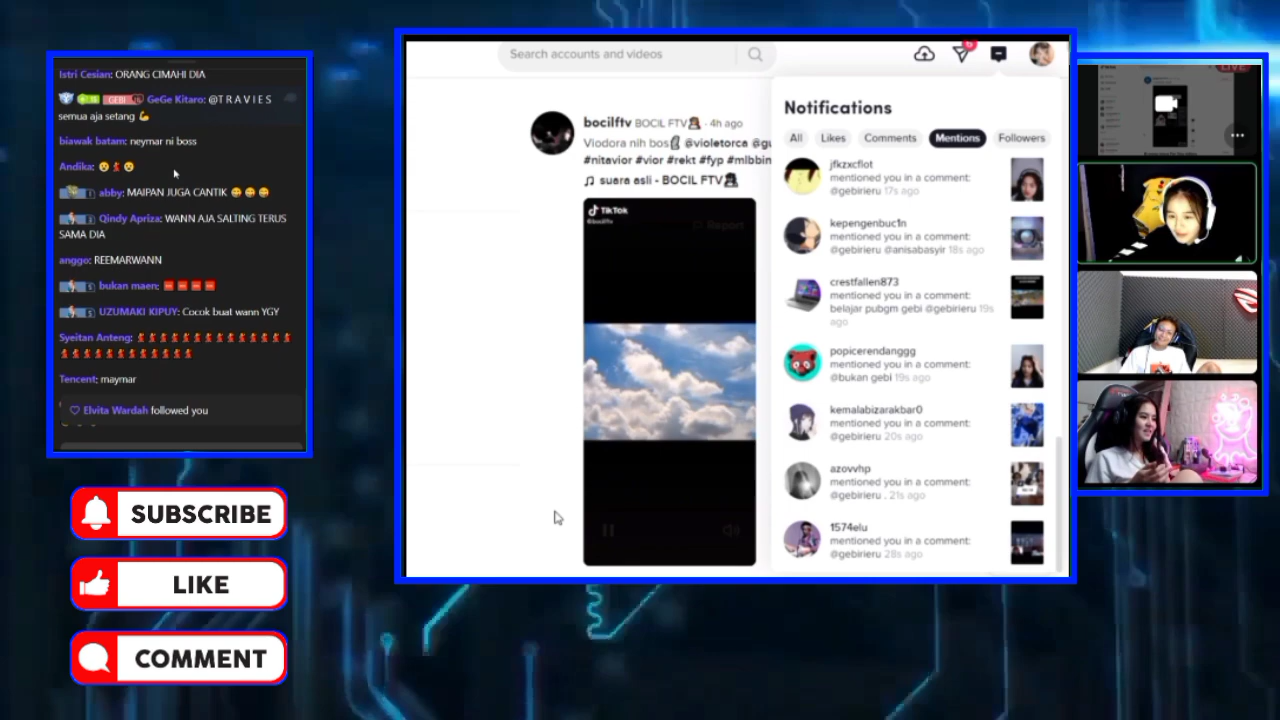 Istri Cesian: ORANG CIMAHI DIA
GEBI GeGe Kitaro: @T R A V I E S
semua aja setang
biawak batam: neymar ni boss
Andika:
abby: MAIPAN JUGA CANTIK
Qindy Apriza: WANN AJA SALTING TERUS
SAMA DIA
anggo: REEMARWANN
bukan maen:
UZUMAKI KIPUY: Cocok buat wann YGY
Syeitan Anteng:
Tencent: maymar
Elvita Wardah followed you
SUBSCRIBE
LIKE
COMMENT
Search accounts and videos
bocilftv BOCIL FTV · 4h ago
Vlodora nih bos @violetorca @gu
#nitavior #vior #rekt #fyp #mlbbin
suara asli - BOCIL FTV
TikTok
@bocilftv
Report
Notifications
All Likes Comments Mentions Followers
jfkzxcflot
mentioned you in a comment:
@gebirieru 17s ago
kepengenbuc1n
mentioned you in a comment:
@gebirieru @anisabasyir 18s ago
crestfallen873
mentioned you in a comment:
belajar pubgm gebi @gebirieru 19s
ago
popicerendanggg
mentioned you in a comment:
@bukan gebi 19s ago
kemalabizarakbar0
mentioned you in a comment:
@gebirieru 20s ago
azovvhp
mentioned you in a comment:
@gebirieru . 21s ago
1574elu
mentioned you in a comment:
@gebirieru 28s ago
LIVE